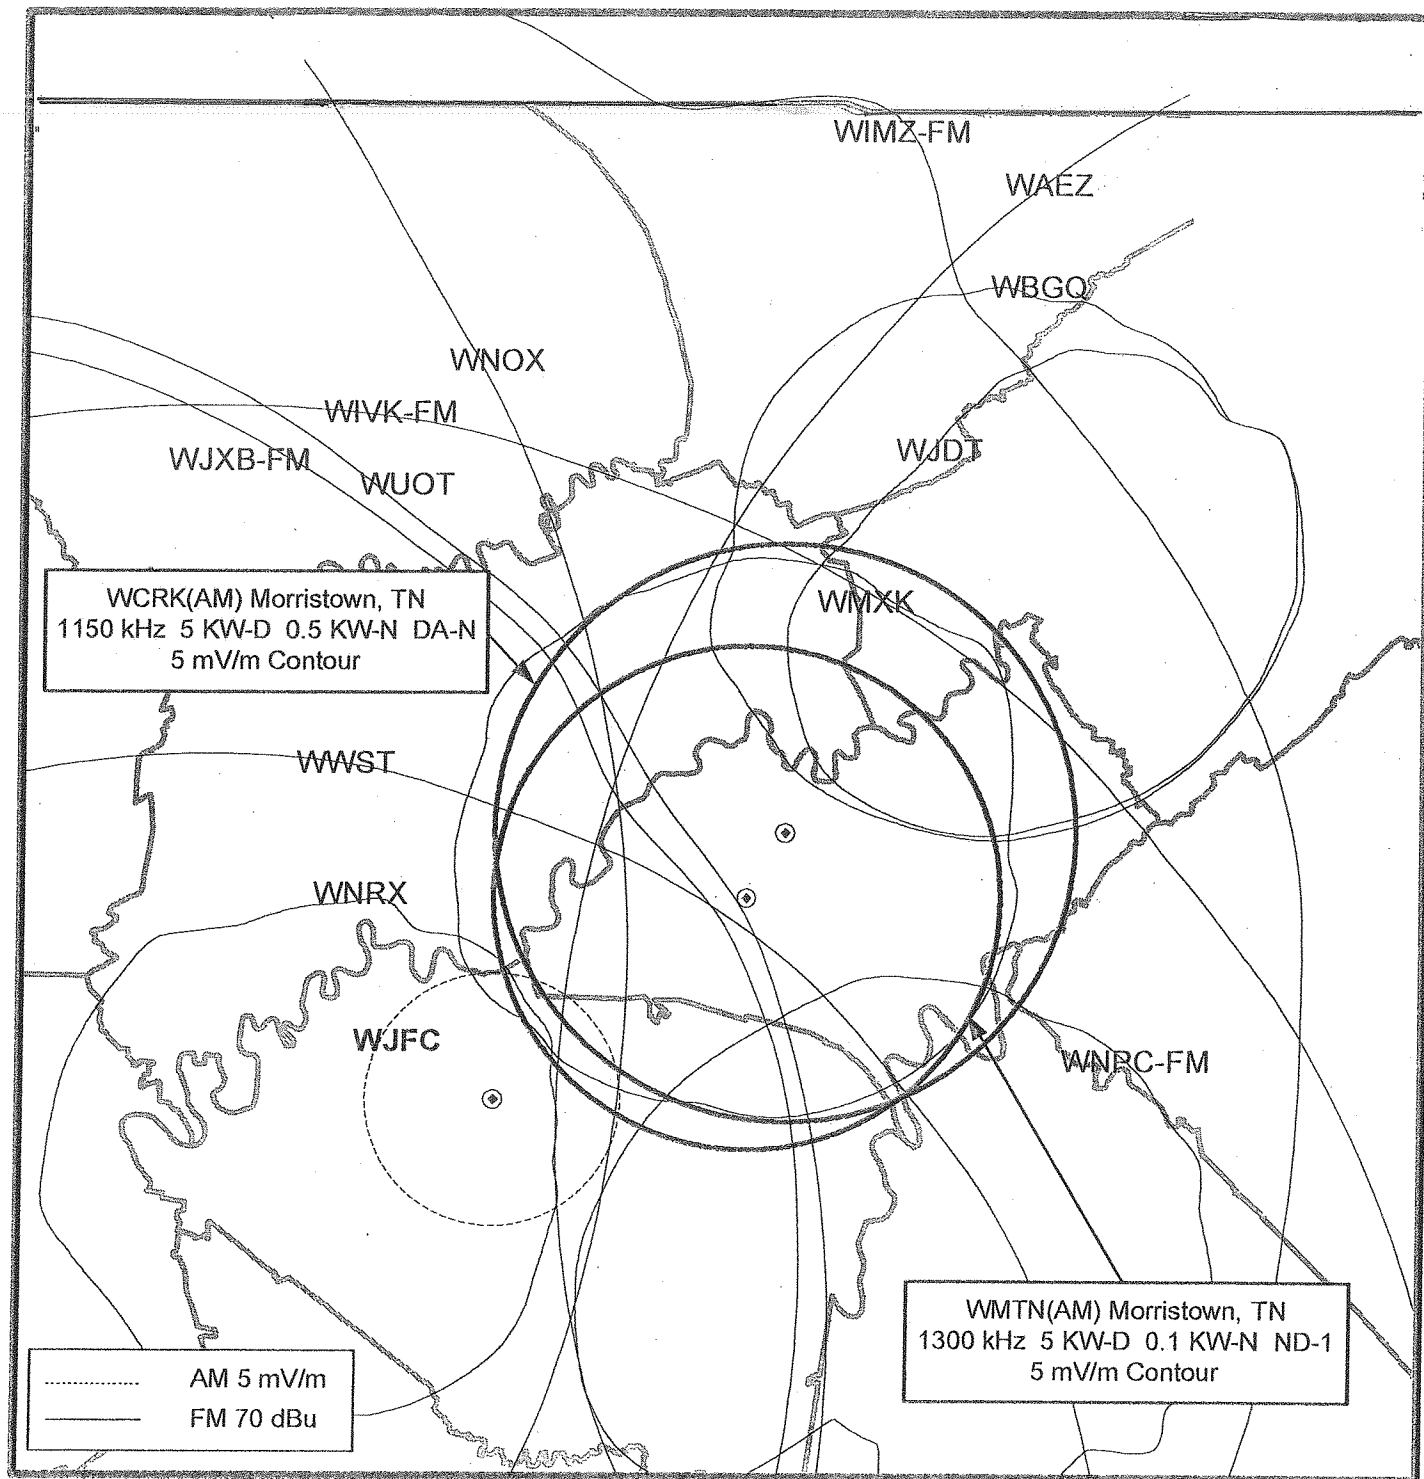 WIMZ-FM
WAEZ
WBGQ
WNOX
WIVK-FM
WJDT
WJXB-FM
WUOT
WCRK(AM) Morristown, TN
1150 kHz 5 KW-D 0.5 KW-N DA-N
5 mV/m Contour
WMXK
WWST
WNRX
WJFC
WNPC-FM
WMTN(AM) Morristown, TN
1300 kHz 5 KW-D 0.1 KW-N ND-1
5 mV/m Contour
AM 5 mV/m
FM 70 dBu